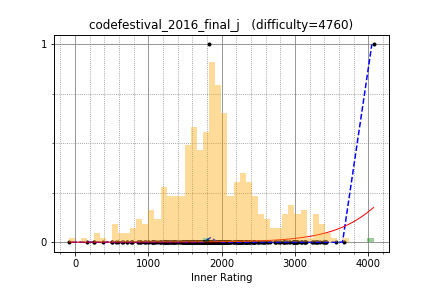 codefestival_2016_final_j   (difficulty=4760)
1
0
0 1000 2000 3000 4000
Inner Rating